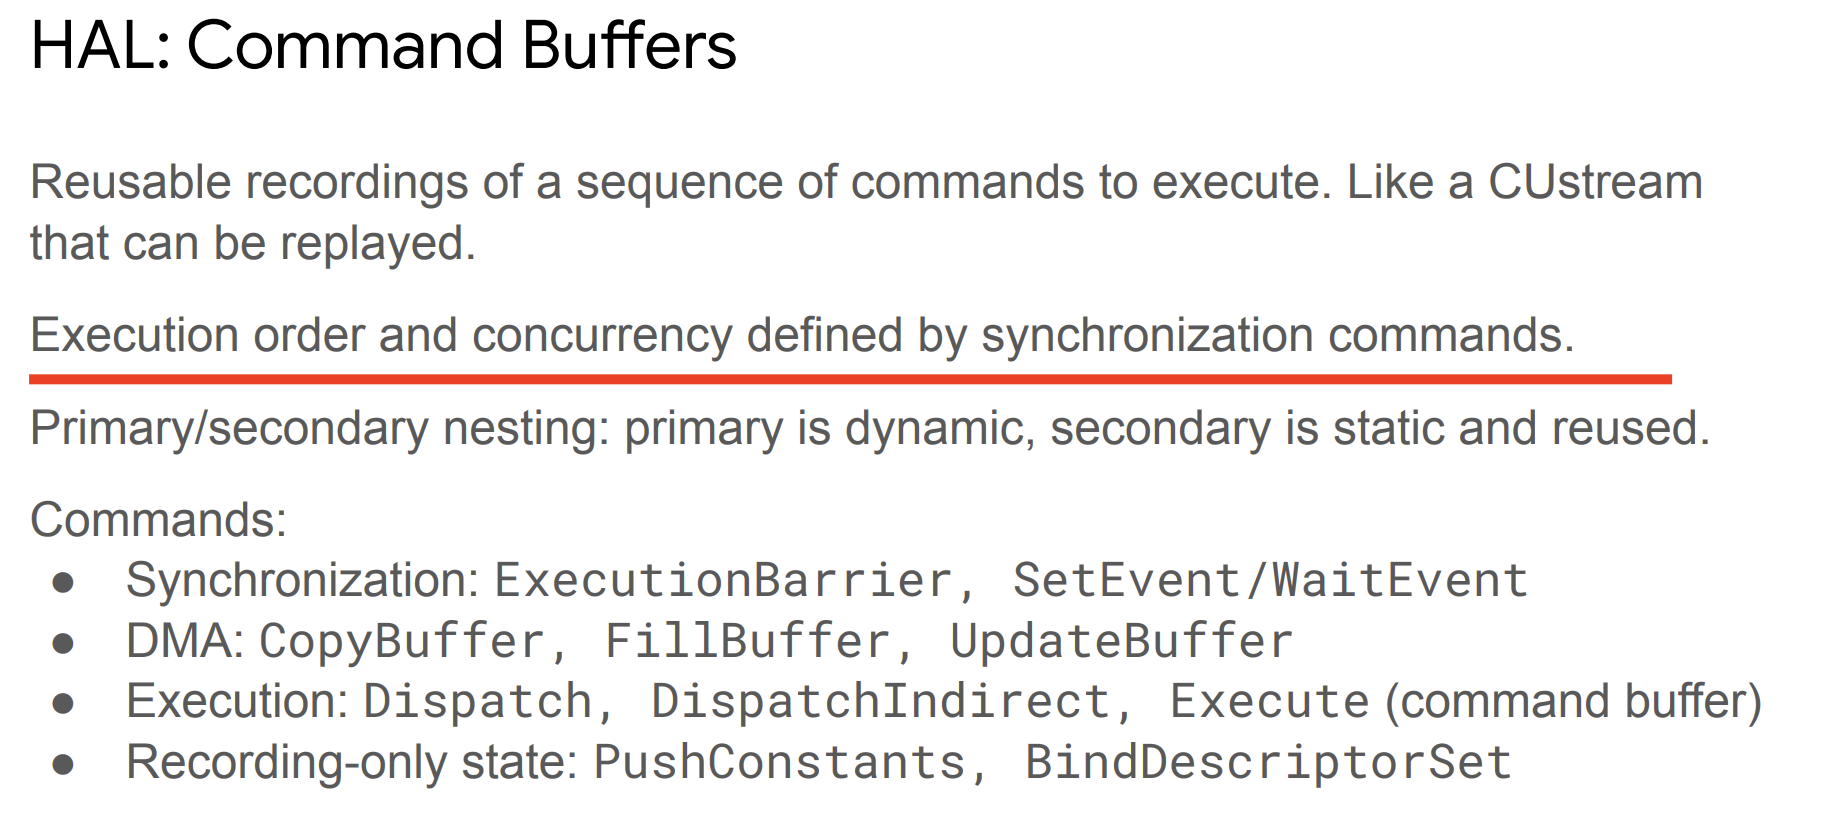 HAL: Command Buffers
Reusable recordings of a sequence of commands to execute. Like a CUstream
that can be replayed.
Execution order and concurrency defined by synchronization commands.
Primary/secondary nesting: primary is dynamic, secondary is static and reused.
Commands:
● Synchronization: ExecutionBarrier, SetEvent/WaitEvent
● DMA: CopyBuffer, FillBuffer, UpdateBuffer
● Execution: Dispatch, DispatchIndirect, Execute (command buffer)
● Recording-only state: PushConstants, BindDescriptorSet